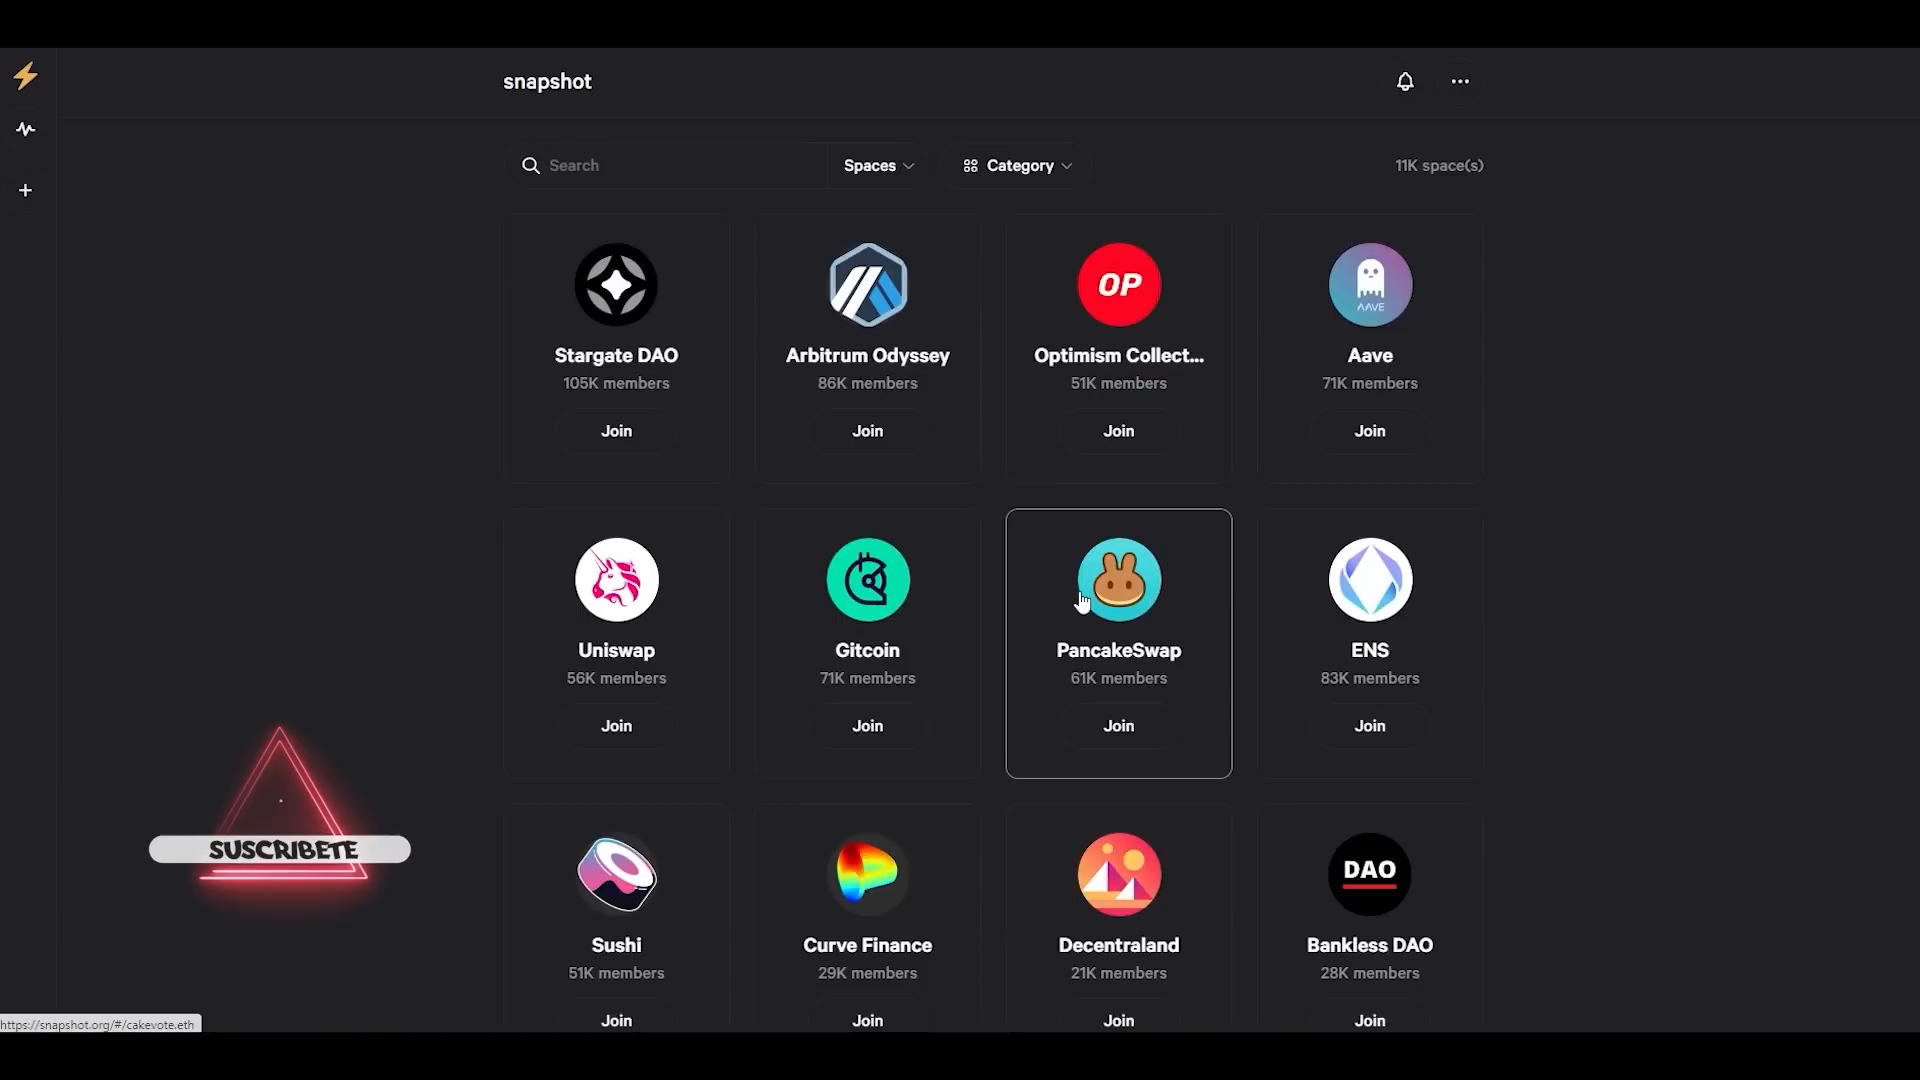 snapshot
Search
Spaces
Category
11K space(s)
OP
AAVE
Stargate DAO
Arbitrum Odyssey
Optimism Collect...
Aave
105K members
86K members
51K members
71K members
Join
Join
Join
Join
Uniswap
Gitcoin
PancakeSwap
ENS
56K members
71K members
61K members
83K members
Join
Join
Join
Join
SUSCRIBETE
DAO
Sushi
Curve Finance
Decentraland
Bankless DAO
51K members
29K members
21K members
28K members
Join
Join
Join
Join
https://snapshot.org/#/cakevote.eth